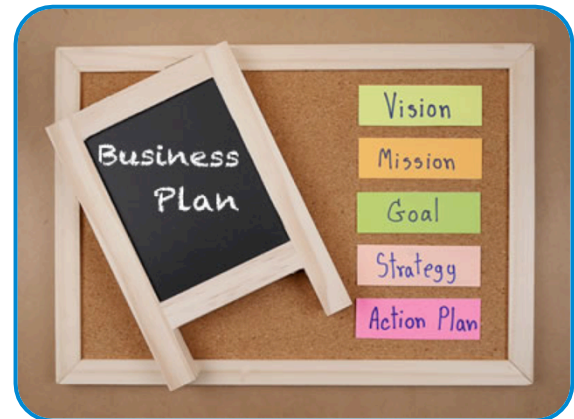 Business
Plan
Vision
Mission
Goal
Strategy
Action Plan